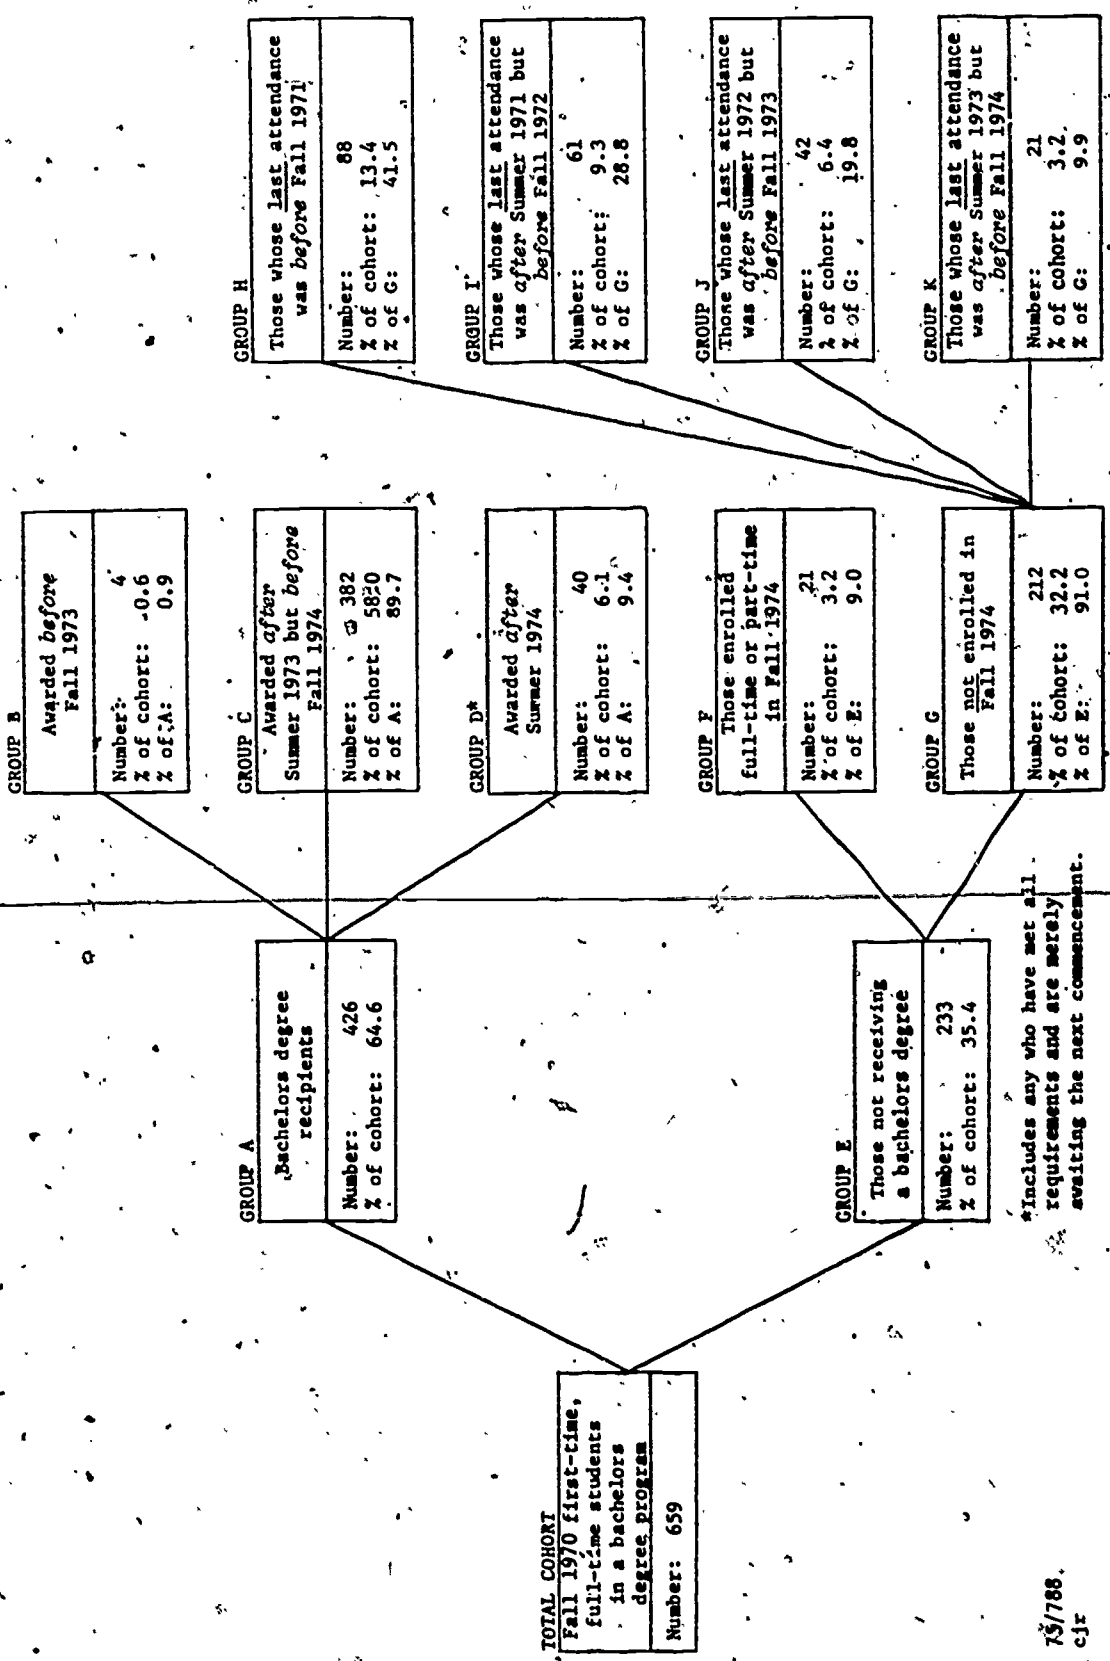 TOTAL COHORT
Fall 1970 first-time,
full-time students
in a bachelors
degree program
Number: 659
GROUP A
Bachelors degree
recipients
Number: 426
% of cohort: 64.6
GROUP E
Those not receiving
a bachelors degree
Number: 233
% of cohort: 35.4
GROUP B
Awarded before
Fall 1973
Number: 4
% of cohort: 0.6
% of A: 0.9
GROUP C
Awarded after
Summer 1973 but before
Fall 1974
Number: 382
% of cohort: 58.0
% of A: 89.7
GROUP D*
Awarded after
Summer 1974
Number: 40
% of cohort: 6.1
% of A: 9.4
GROUP F
Those enrolled
full-time or part-time
in Fall 1974
Number: 21
% of cohort: 3.2
% of E: 9.0
GROUP G
Those not enrolled in
Fall 1974
Number: 212
% of cohort: 32.2
% of E: 91.0
GROUP H
Those whose last attendance
was before Fall 1971
Number: 88
% of cohort: 13.4
% of G: 41.5
GROUP I
Those whose last attendance
was after Summer 1971 but
before Fall 1972
Number: 61
% of cohort: 9.3
% of G: 28.8
GROUP J
Those whose last attendance
was after Summer 1972 but
before Fall 1973
Number: 42
% of cohort: 6.4
% of G: 19.8
GROUP K
Those whose last attendance
was after Summer 1973 but
before Fall 1974
Number: 21
% of cohort: 3.2
% of G: 9.9
*Includes any who have met all
requirements and are merely
awaiting the next commencement.
75/788
cjr